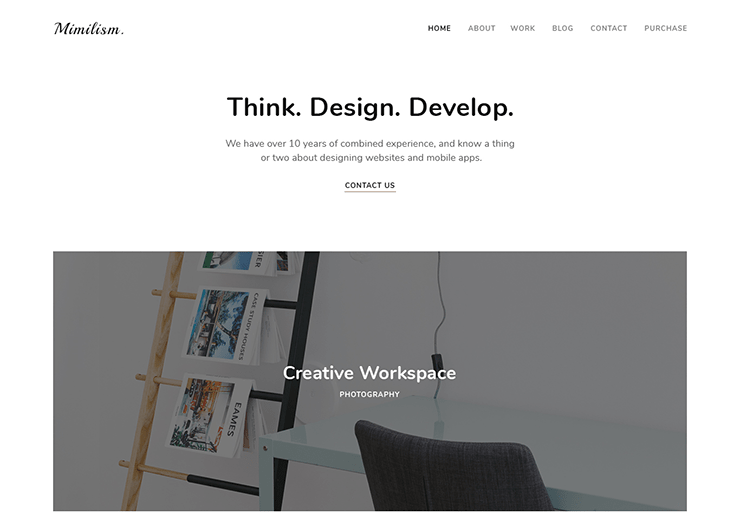 Mimilism.
HOME ABOUT WORK BLOG CONTACT PURCHASE
Think. Design. Develop.
We have over 10 years of combined experience, and know a thing
or two about designing websites and mobile apps.
CONTACT US
CASE STUDY HOUSES
Creative Workspace
PHOTOGRAPHY
EAMES